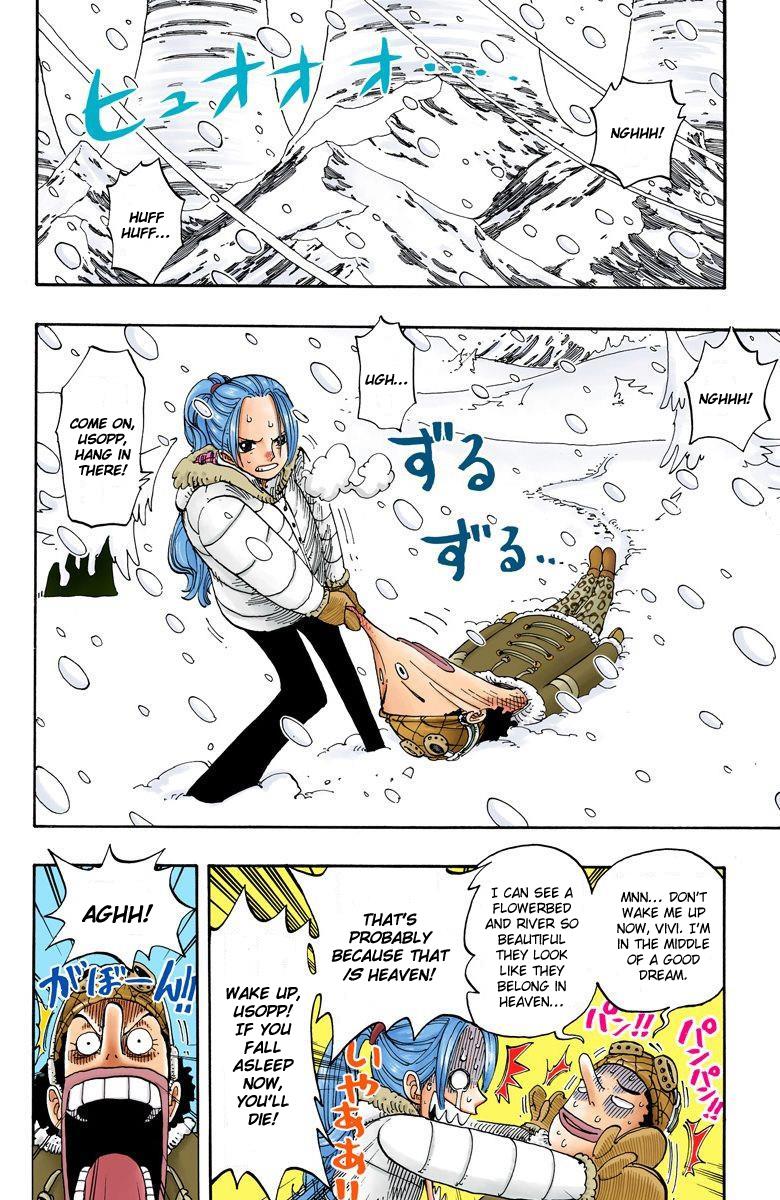 NGHHH!
ヒュオオオ.....
HUFF
HUFF...
NGHHH!
UGH...
COME ON,
USOPP,
HANG IN
THERE!
ずる
ずる..
MNN... DON'T
WAKE ME UP
NOW, VIVI. I'M
IN THE MIDDLE
OF A GOOD
DREAM.
I CAN SEE A
FLOWERBED
AND RIVER SO
BEAUTIFUL
THEY LOOK
LIKE THEY
BELONG IN
HEAVEN...
THAT'S
PROBABLY
BECAUSE THAT
IS HEAVEN!
WAKE UP,
USOPP!
IF YOU
FALL
ASLEEP
NOW,
YOU'LL
DIE!
パン!!
パン!!
パンパン
いやああ!!
AGHH!
がぼーん!!